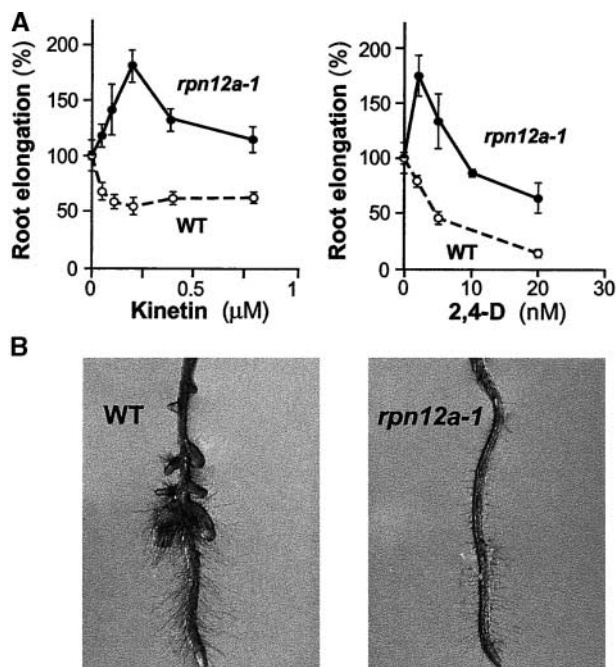 A
Root elongation (%)
200
150
100
50
0
rpn12a-1
WT
0
0.5
1
Kinetin (μM)
Root elongation (%)
200
150
100
50
0
rpn12a-1
WT
0
10
20
30
2,4-D (nM)
B
WT
rpn12a-1